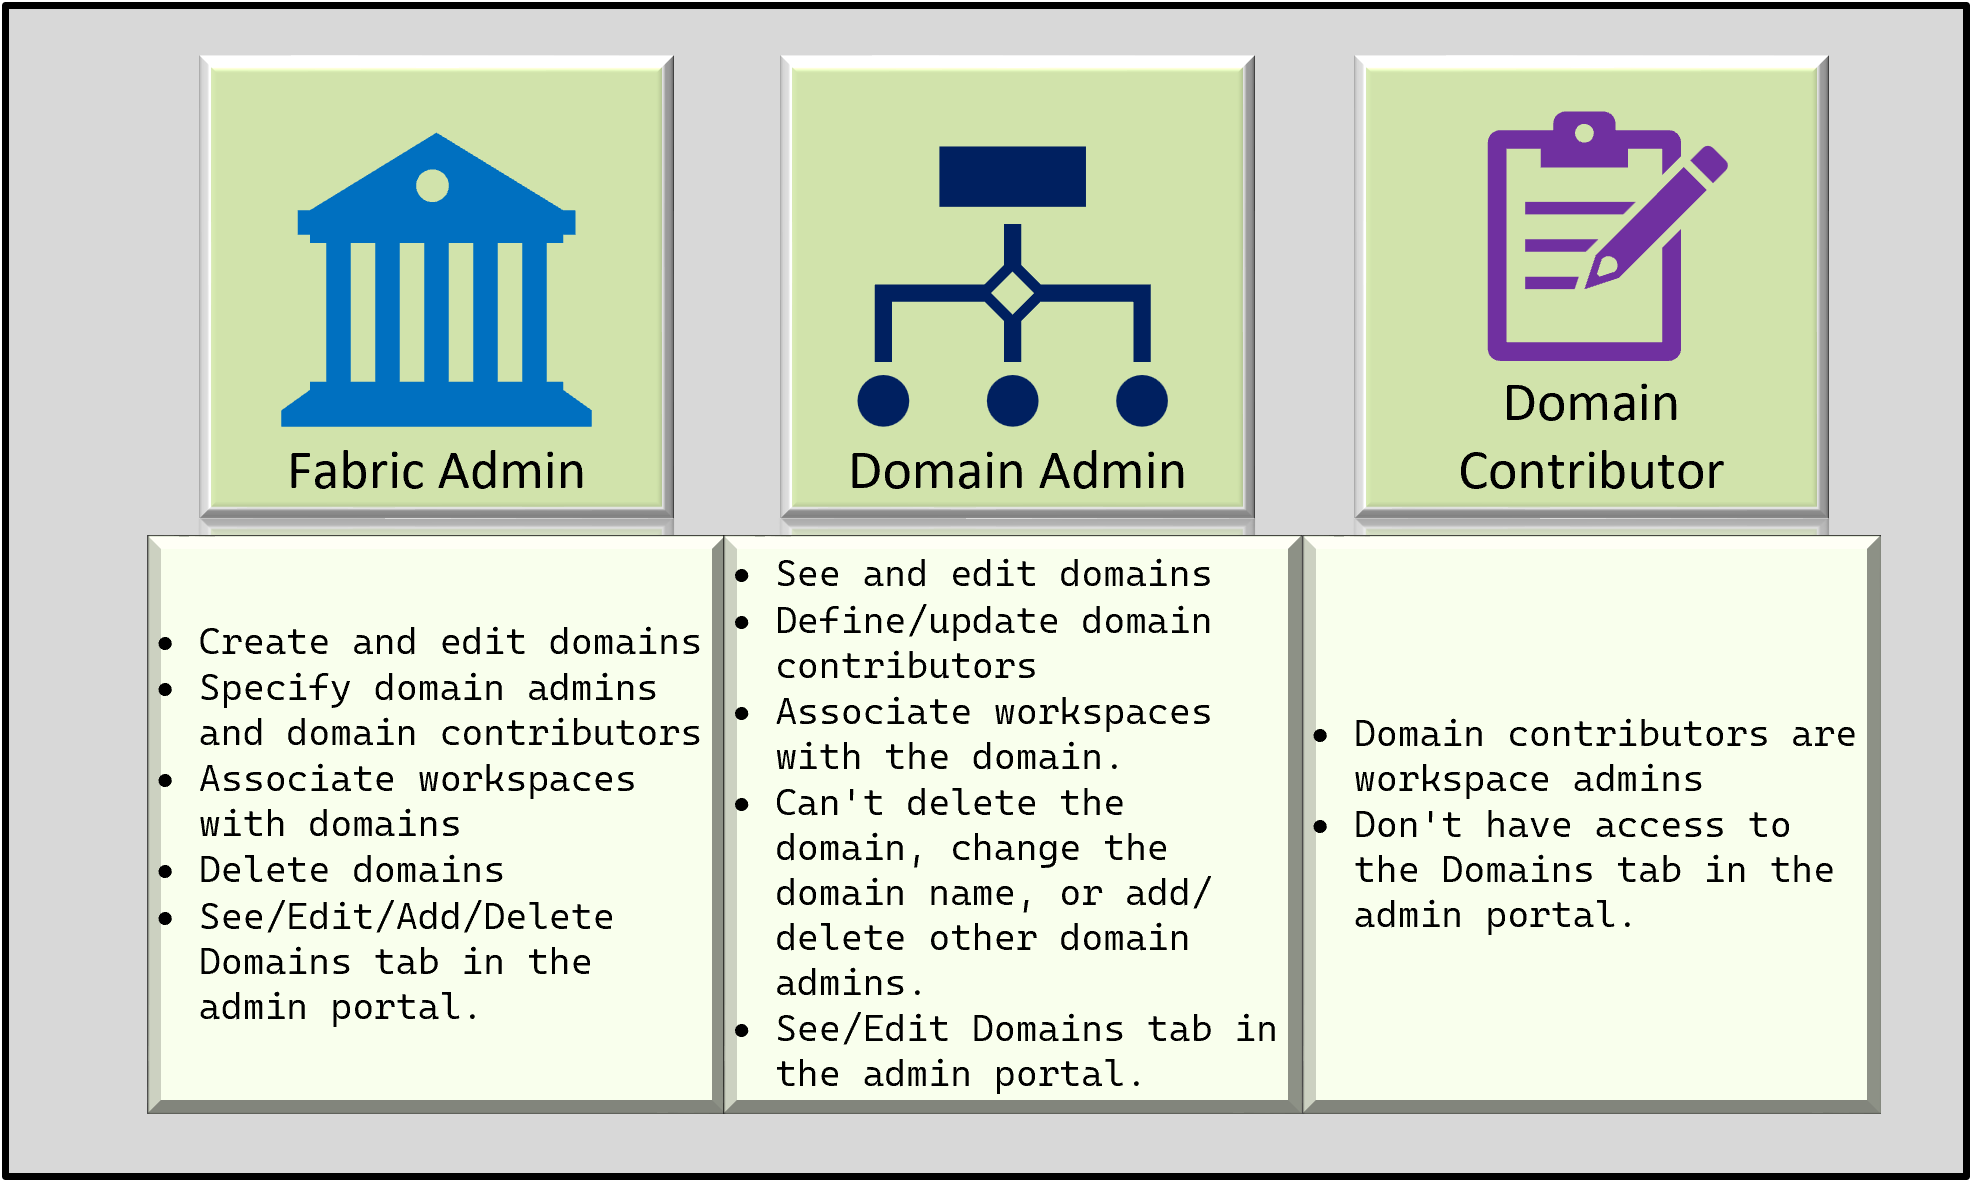 Fabric Admin
Domain Admin
Domain
Contributor
• Create and edit domains
• Specify domain admins
and domain contributors
• Associate workspaces
with domains
• Delete domains
• See/Edit/Add/Delete
Domains tab in the
admin portal.
• See and edit domains
• Define/update domain
contributors
• Associate workspaces
with the domain.
• Can't delete the
domain, change the
domain name, or add/
delete other domain
admins.
• See/Edit Domains tab in
the admin portal.
• Domain contributors are
workspace admins
• Don't have access to
the Domains tab in the
admin portal.